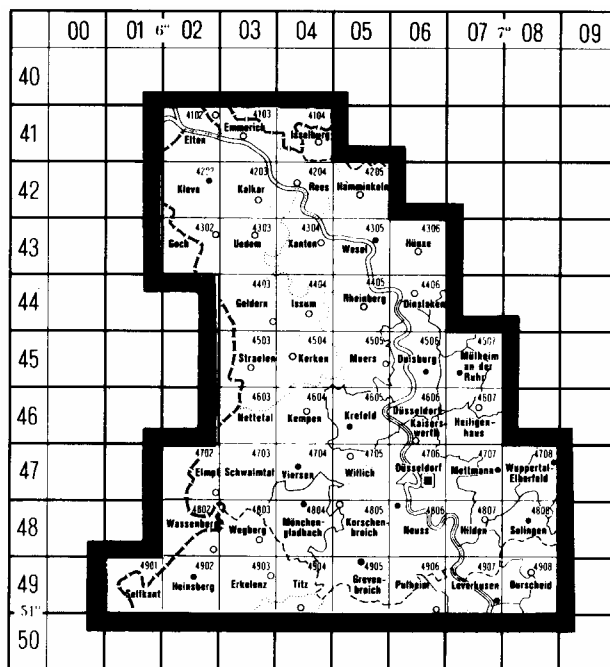 00 01 6° 02 03 04 05 06 07 7° 08 09
40
41 4102 4103 4104
Elten Emmerich Isselburg
42 4202 4203 4204 4205
Kleve Kalkar Rees Hamminkeln
43 4302 4303 4304 4305 4306
Goch Uedem Xanten Wesel Hünxe
44 4403 4404 4405 4406
Geldern Issum Rheinberg Dinslaken
45 4503 4504 4505 4506 4507
Straelen Kerken Moers Duisburg Mülheim
an der
Ruhr
46 4603 4604 4605 4606 4607
Nettetal Kempen Krefeld Düsseldorf Heiligen-
Kaisers- haus
werth
47 4702 4703 4704 4705 4706 4707 4708
Elmpt Schwalmtal Viersen Willich Düsseldorf Mettmann Wuppertal-
Elberfeld
48 4802 4803 4804 4805 4806 4807 4808
Wassenberg Wegberg München- Korschen- Neuss Hilden Solingen
gladbach broich
49 4901 4902 4903 4904 4905 4906 4907 4908
Selfkant Heinsberg Erkelenz Titz Greven- Pulheim Leverkusen Burscheid
broich
51°
50